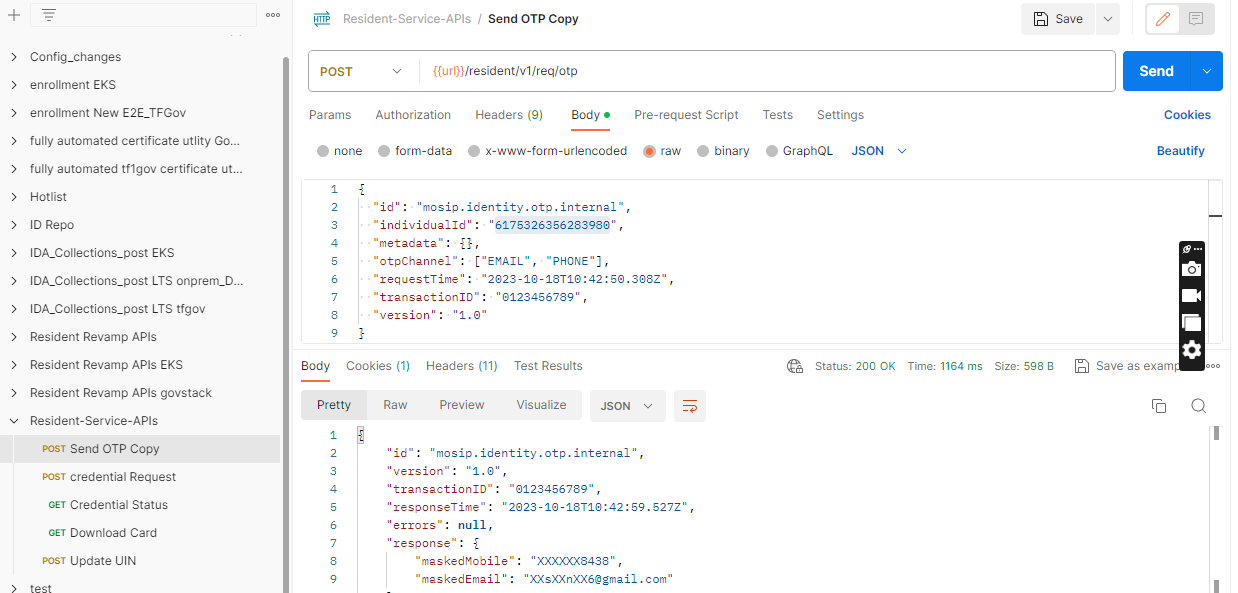 HTTP Resident-Service-APIs / Send OTP Copy Save
Config_changes
enrollment EKS
enrollment New E2E_TFGov
fully automated certificate utlity Go...
fully automated tf1gov certificate ut...
Hotlist
ID Repo
IDA_Collections_post EKS
IDA_Collections_post LTS onprem_D...
IDA_Collections_post LTS tfgov
Resident Revamp APIs
Resident Revamp APIs EKS
Resident Revamp APIs govstack
Resident-Service-APIs
POST Send OTP Copy
POST credential Request
GET Credential Status
GET Download Card
POST Update UIN
test
POST {{url}}/resident/v1/req/otp Send
Params Authorization Headers (9) Body Pre-request Script Tests Settings Cookies
none form-data x-www-form-urlencoded raw binary GraphQL JSON Beautify
1 {
2 "id": "mosip.identity.otp.internal",
3 "individualId": "6175326356283980",
4 "metadata": {},
5 "otpChannel": ["EMAIL", "PHONE"],
6 "requestTime": "2023-10-18T10:42:50.308Z",
7 "transactionID": "0123456789",
8 "version": "1.0"
9 }
Body Cookies (1) Headers (11) Test Results Status: 200 OK Time: 1164 ms Size: 598 B Save as examp
Pretty Raw Preview Visualize JSON
1 {
2 "id": "mosip.identity.otp.internal",
3 "version": "1.0",
4 "transactionID": "0123456789",
5 "responseTime": "2023-10-18T10:42:59.527Z",
6 "errors": null,
7 "response": {
8 "maskedMobile": "XXXXXX8438",
9 "maskedEmail": "XXsXXnXX6@gmail.com"